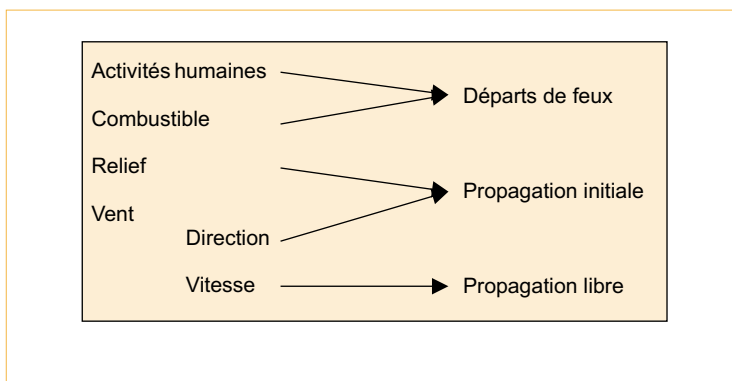 Activités humaines
Départs de feux
Combustible
Relief
Propagation initiale
Vent
Direction
Vitesse
Propagation libre